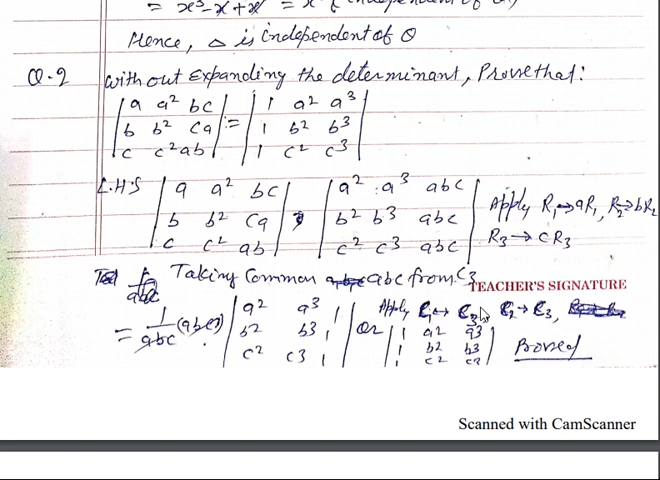 = x³-x+x = x³ (independent of θ)
Hence, △ is independent of θ
Q.2 Without Expanding the determinant, Prove that:
| a a² bc | = | 1 a² a³ |
| b b² ca | | 1 b² b³ |
| c c² ab | | 1 c² c³ |
L.H.S | a a² bc | | a² a³ abc | Apply R₁→aR₁, R₂→bR₂
| b b² ca | | b² b³ abc | R₃→cR₃
| c c² ab | | c² c³ abc |
Taking Common abc from C₃
TEACHER'S SIGNATURE
= 1/abc (abc) | a² a³ 1 | Apply C₁↔C₃, C₂→C₃,
| b² b³ 1 | or | 1 a² a³ |
| c² c³ 1 | | 1 b² b³ | Proved
| 1 c² c³ |
Scanned with CamScanner